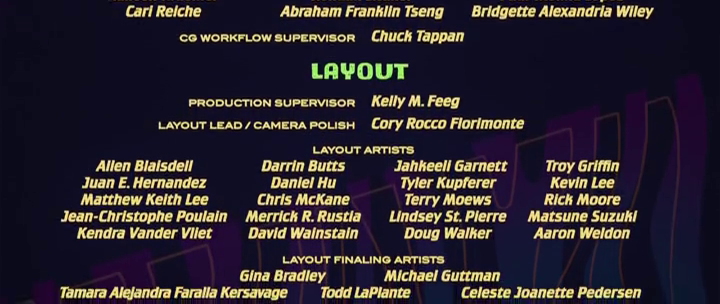 Carl Reiche Abraham Franklin Tseng Bridgette Alexandria Wiley
CG WORKFLOW SUPERVISOR Chuck Tappan
LAYOUT
PRODUCTION SUPERVISOR Kelly M. Feeg
LAYOUT LEAD / CAMERA POLISH Cory Rocco Florimonte
LAYOUT ARTISTS
Allen Blaisdell Darrin Butts Jahkeeli Garnett Troy Griffin
Juan E. Hernandez Daniel Hu Tyler Kupferer Kevin Lee
Matthew Keith Lee Chris McKane Terry Moews Rick Moore
Jean-Christophe Poulain Merrick R. Rustia Lindsey St. Pierre Matsune Suzuki
Kendra Vander Vliet David Wainstain Doug Walker Aaron Weldon
LAYOUT FINALING ARTISTS
Gina Bradley Michael Guttman
Tamara Alejandra Faralla Kersavage Todd LaPlante Celeste Joanette Pedersen